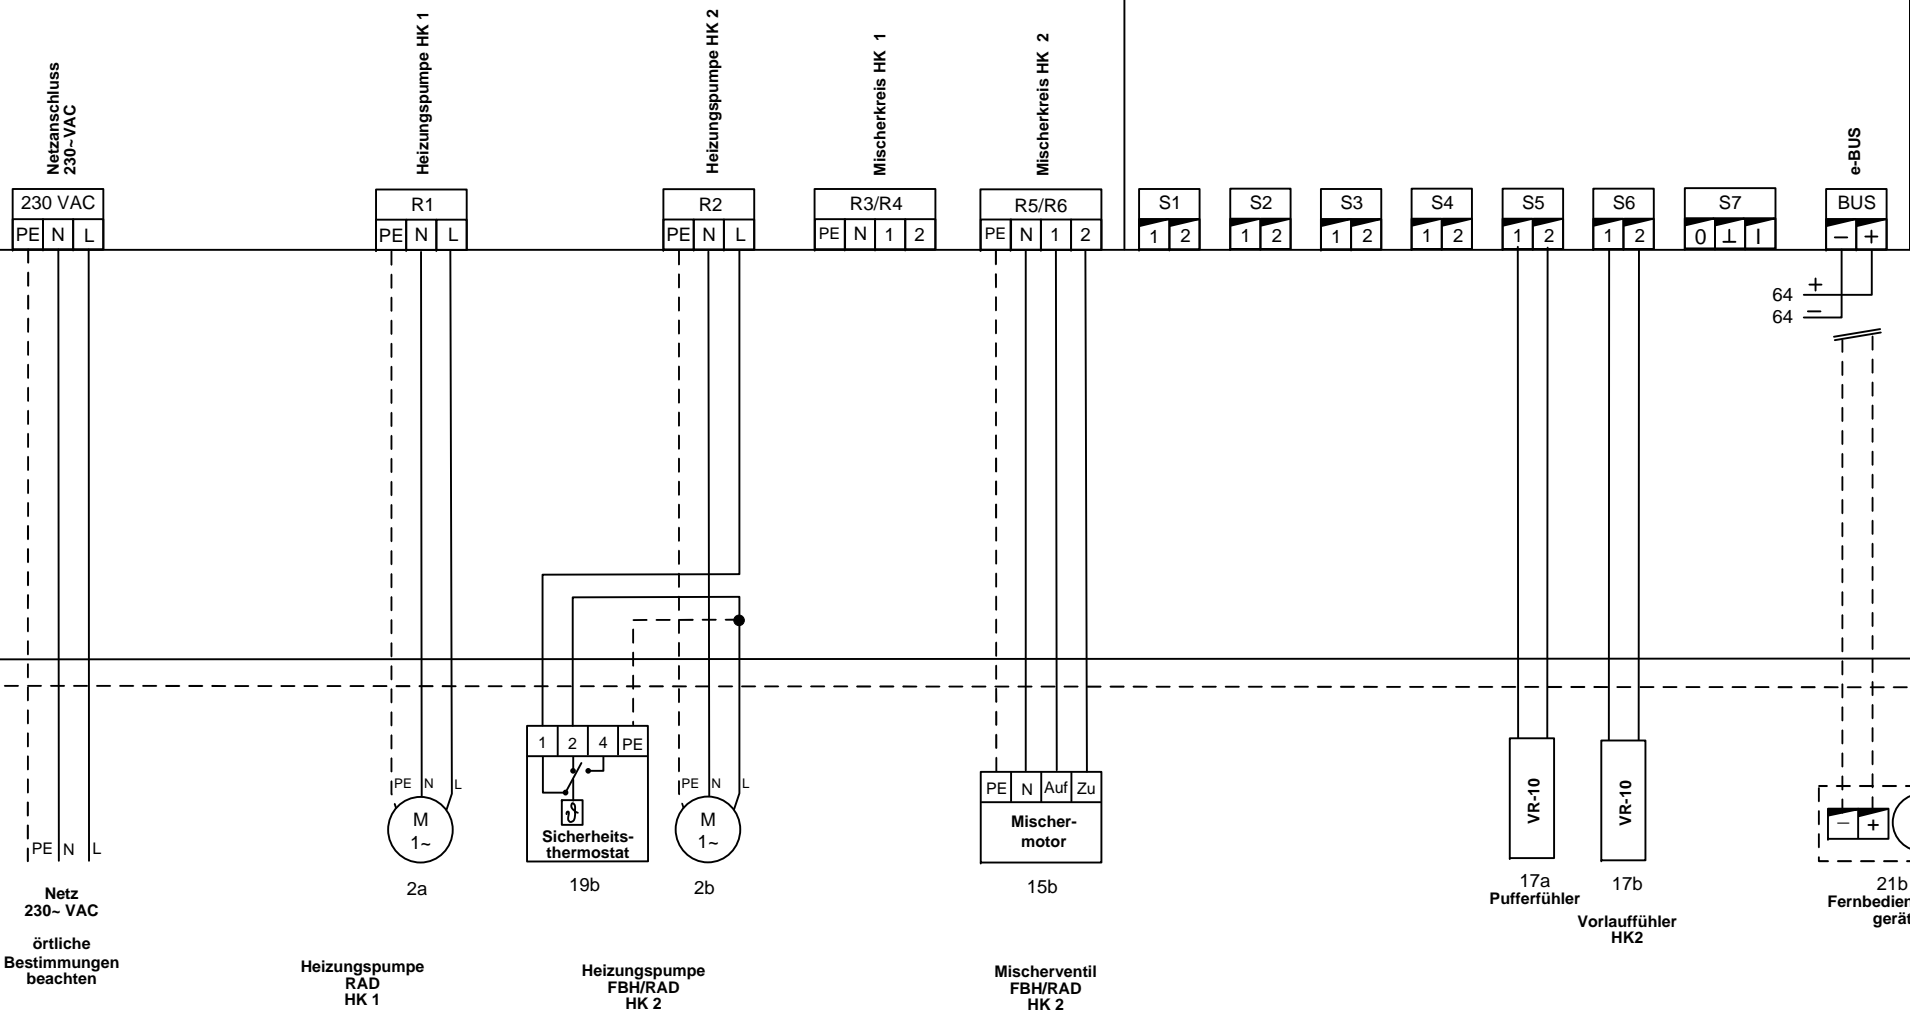 Netzanschluss
230~VAC
Heizungspumpe HK 1
Heizungspumpe HK 2
Mischerkreis HK 1
Mischerkreis HK 2
e-BUS
230 VAC
R1
R2
R3/R4
R5/R6
S1
S2
S3
S4
S5
S6
S7
BUS
PE N L
PE N L
PE N L
PE N 1 2
PE N 1 2
1 2
1 2
1 2
1 2
1 2
1 2
0 ⊥ I
− +
64 +
64 −
1 2 4 PE
PE N L
PE N L
PE N L
PE N Auf Zu
M
1~
ϑ
Sicherheits-
thermostat
M
1~
Mischer-
motor
VR-10
VR-10
− +
2a
19b
2b
15b
17a
Pufferfühler
17b
Vorlauffühler
HK2
21b
Fernbedien
gerät
Netz
230~ VAC
örtliche
Bestimmungen
beachten
Heizungspumpe
RAD
HK 1
Heizungspumpe
FBH/RAD
HK 2
Mischerventil
FBH/RAD
HK 2